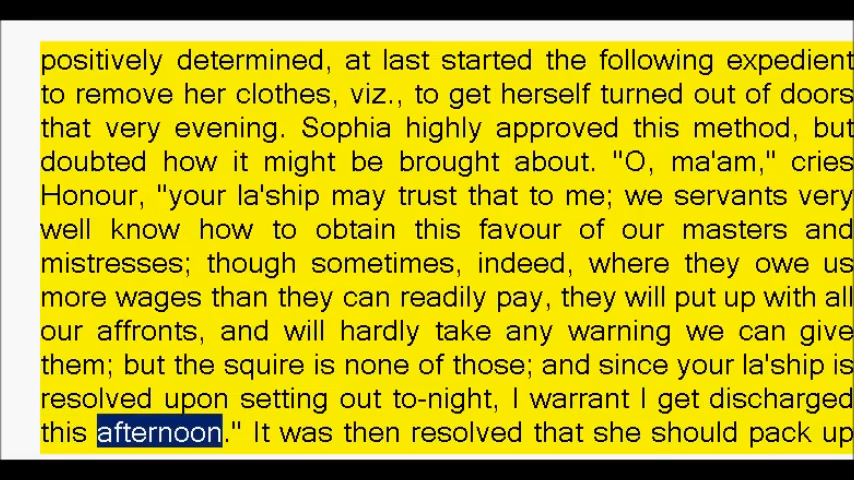 positively determined, at last started the following expedient
to remove her clothes, viz., to get herself turned out of doors
that very evening. Sophia highly approved this method, but
doubted how it might be brought about. "O, ma'am," cries
Honour, "your la'ship may trust that to me; we servants very
well know how to obtain this favour of our masters and
mistresses; though sometimes, indeed, where they owe us
more wages than they can readily pay, they will put up with all
our affronts, and will hardly take any warning we can give
them; but the squire is none of those; and since your la'ship is
resolved upon setting out to-night, I warrant I get discharged
this afternoon." It was then resolved that she should pack up